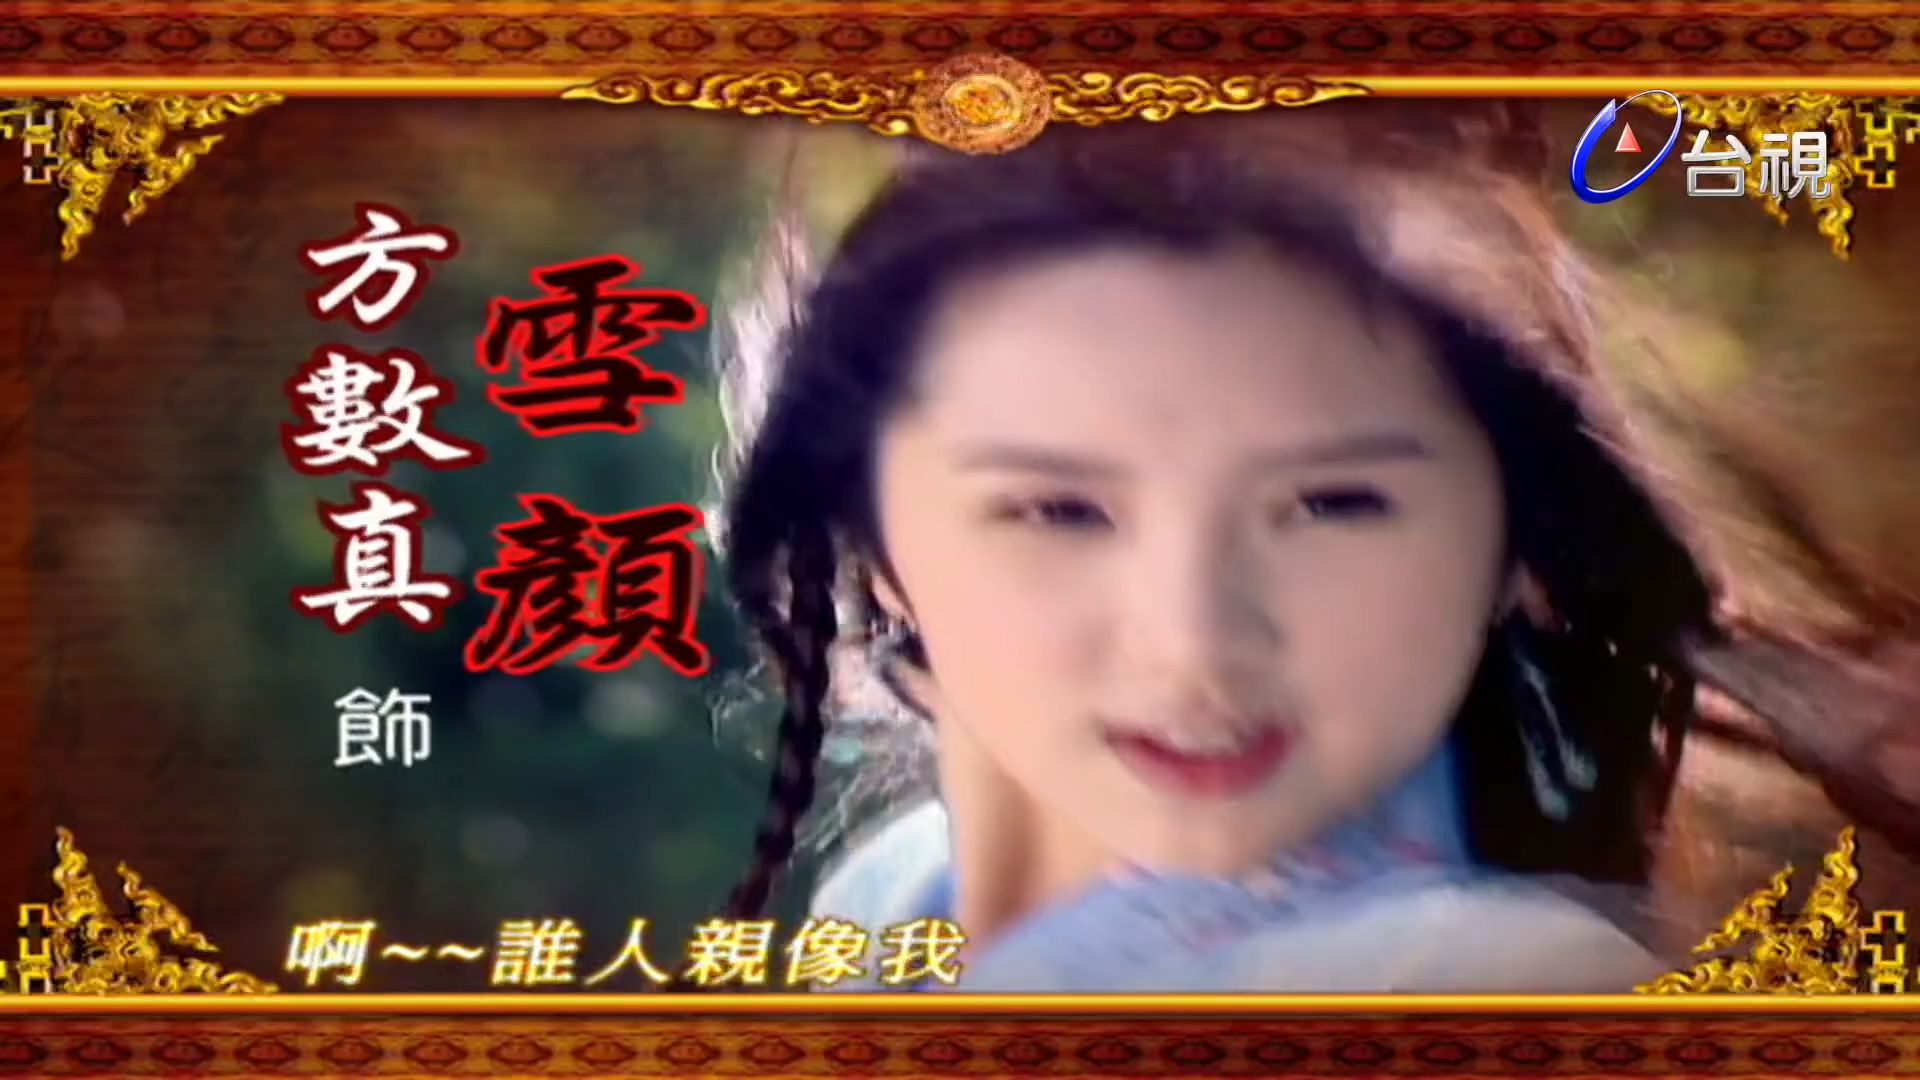 台視
雪顏
方數真
飾
啊~~誰人親像我